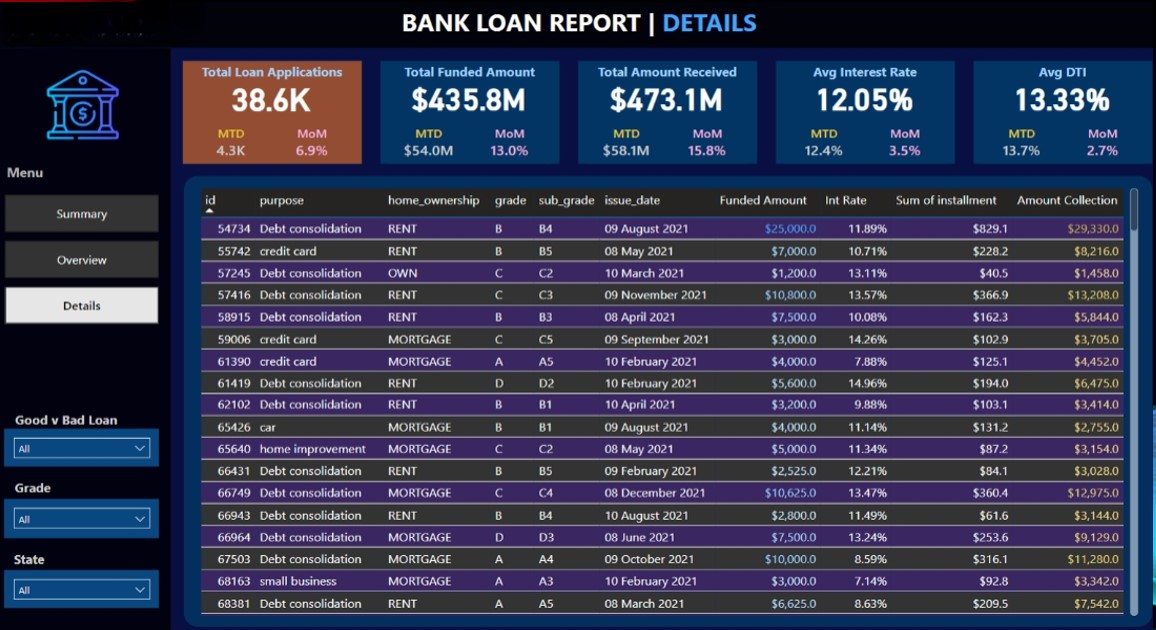 BANK LOAN REPORT | DETAILS
Total Loan Applications
38.6K
MTD MoM
4.3K 6.9%
Total Funded Amount
$435.8M
MTD MoM
$54.0M 13.0%
Total Amount Received
$473.1M
MTD MoM
$58.1M 15.8%
Avg Interest Rate
12.05%
MTD MoM
12.4% 3.5%
Avg DTI
13.33%
MTD MoM
13.7% 2.7%
$
Menu
Summary
Overview
Details
Good v Bad Loan
All
Grade
All
State
All
id purpose home_ownership grade sub_grade issue_date Funded Amount Int Rate Sum of installment Amount Collection
54734 Debt consolidation RENT B B4 09 August 2021 $25,000.0 11.89% $829.1 $29,330.0
55742 credit card RENT B B5 08 May 2021 $7,000.0 10.71% $228.2 $8,216.0
57245 Debt consolidation OWN C C2 10 March 2021 $1,200.0 13.11% $40.5 $1,458.0
57416 Debt consolidation RENT C C3 09 November 2021 $10,800.0 13.57% $366.9 $13,208.0
58915 Debt consolidation RENT B B3 08 April 2021 $7,500.0 10.08% $162.3 $5,844.0
59006 credit card MORTGAGE C C5 09 September 2021 $3,000.0 14.26% $102.9 $3,705.0
61390 credit card MORTGAGE A A5 10 February 2021 $4,000.0 7.88% $125.1 $4,452.0
61419 Debt consolidation RENT D D2 10 February 2021 $5,600.0 14.96% $194.0 $6,475.0
62102 Debt consolidation RENT B B1 10 April 2021 $3,200.0 9.88% $103.1 $3,414.0
65426 car MORTGAGE B B1 09 August 2021 $4,000.0 11.14% $131.2 $2,755.0
65640 home improvement MORTGAGE C C2 08 May 2021 $5,000.0 11.34% $87.2 $3,154.0
66431 Debt consolidation RENT B B5 09 February 2021 $2,525.0 12.21% $84.1 $3,028.0
66749 Debt consolidation MORTGAGE C C4 08 December 2021 $10,625.0 13.47% $360.4 $12,975.0
66943 Debt consolidation RENT B B4 10 August 2021 $2,800.0 11.49% $61.6 $3,144.0
66964 Debt consolidation MORTGAGE D D3 08 June 2021 $7,500.0 13.24% $253.6 $9,129.0
67503 Debt consolidation MORTGAGE A A4 09 October 2021 $10,000.0 8.59% $316.1 $11,280.0
68163 small business MORTGAGE A A3 10 February 2021 $3,000.0 7.14% $92.8 $3,342.0
68381 Debt consolidation RENT A A5 08 March 2021 $6,625.0 8.63% $209.5 $7,542.0